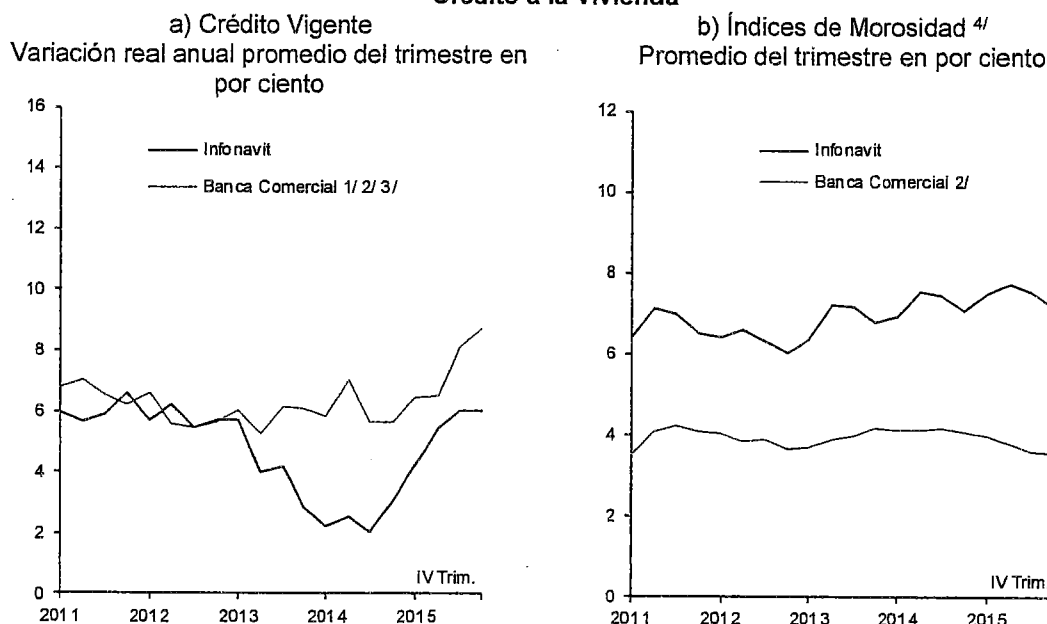 Crédito a la Vivienda
a) Crédito Vigente
Variación real anual promedio del trimestre en
por ciento
16
14
12
10
8
6
4
2
0
Infonavit
Banca Comercial 1/ 2/ 3/
IV Trim.
2011
2012
2013
2014
2015
b) Índices de Morosidad 4/
Promedio del trimestre en por ciento
12
10
8
6
4
2
0
Infonavit
Banca Comercial 2/
IV Trim
2011
2012
2013
2014
2015